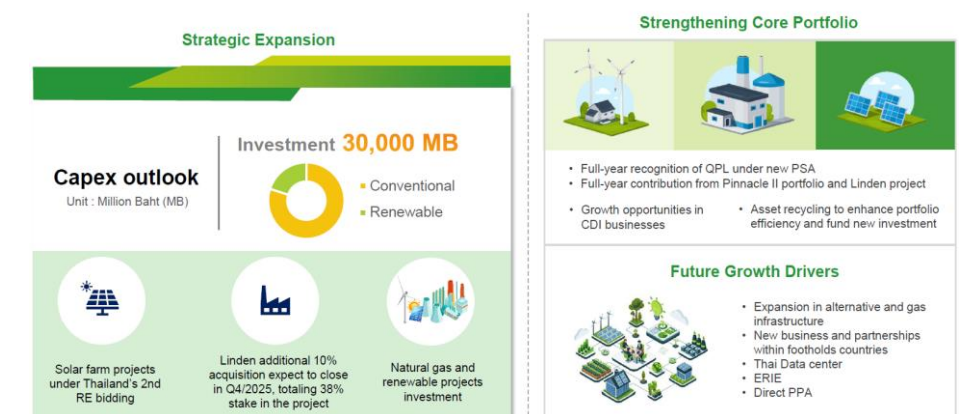 Strategic Expansion
Capex outlook
Unit : Million Baht (MB)
Investment 30,000 MB
Conventional
Renewable
Solar farm projects
under Thailand's 2nd
RE bidding
Linden additional 10%
acquisition expect to close
in Q4/2025, totaling 38%
stake in the project
Natural gas and
renewable projects
investment
Strengthening Core Portfolio
• Full-year recognition of QPL under new PSA
• Full-year contribution from Pinnacle II portfolio and Linden project
• Growth opportunities in
CDI businesses
• Asset recycling to enhance portfolio
efficiency and fund new investment
Future Growth Drivers
• Expansion in alternative and gas
infrastructure
• New business and partnerships
within footholds countries
• Thai Data center
• ERIE
• Direct PPA